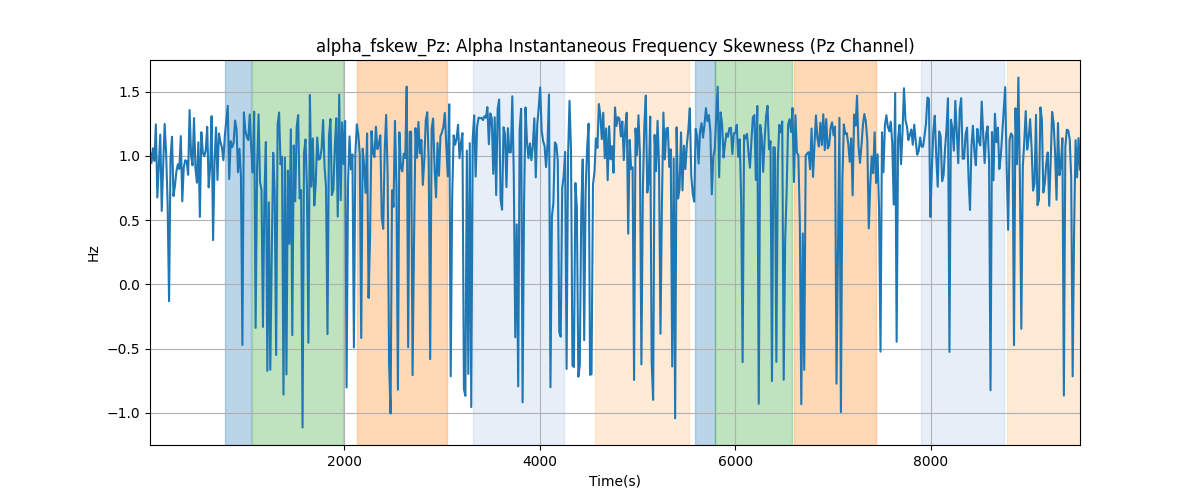 alpha_fskew_Pz: Alpha Instantaneous Frequency Skewness (Pz Channel)
1.5
1.0
0.5
0.0
−0.5
−1.0
Hz
2000 4000 6000 8000
Time(s)